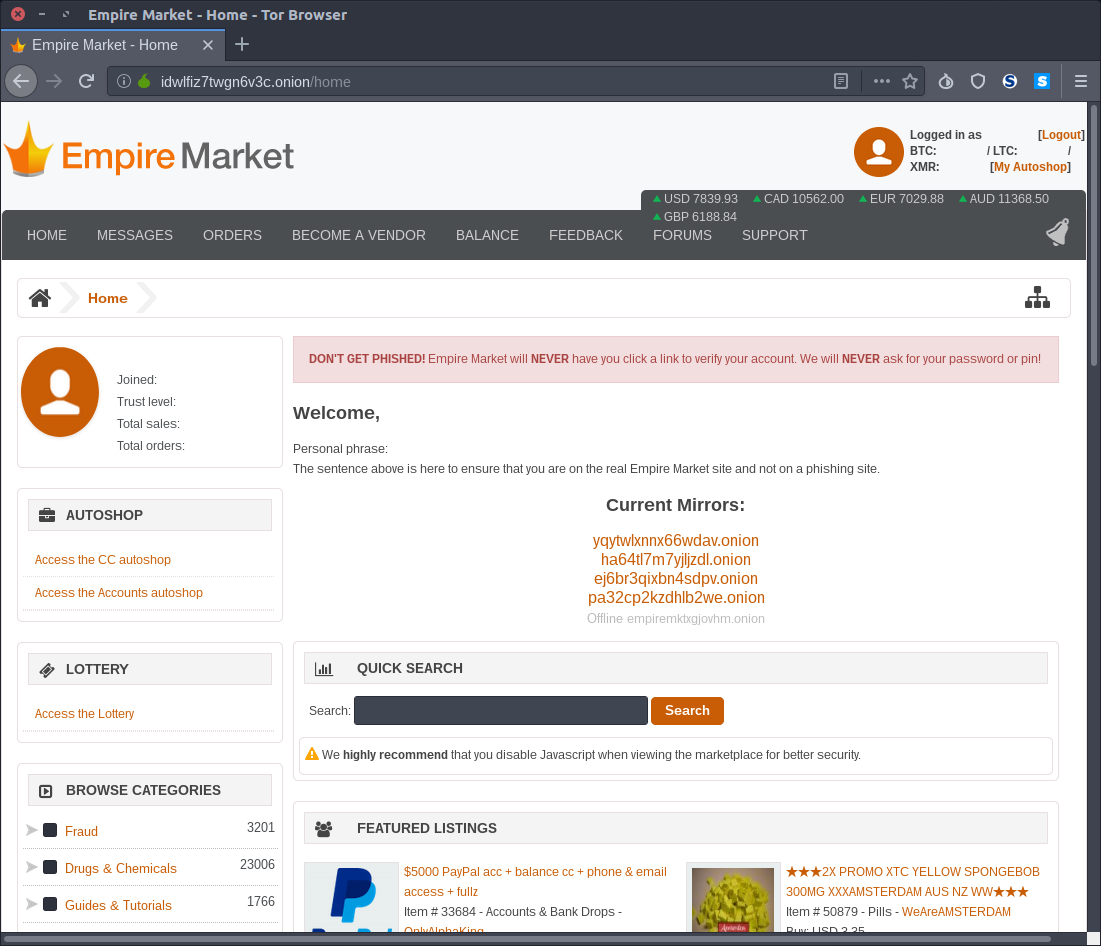 Empire Market - Home - Tor Browser
Empire Market - Home
idwlfiz7twgn6v3c.onion/home
Empire Market
Logged in as [Logout]
BTC: / LTC: /
XMR: [My Autoshop]
USD 7839.93 CAD 10562.00 EUR 7029.88 AUD 11368.50
GBP 6188.84
HOME MESSAGES ORDERS BECOME A VENDOR BALANCE FEEDBACK FORUMS SUPPORT
Home
Joined:
Trust level:
Total sales:
Total orders:
DON'T GET PHISHED! Empire Market will NEVER have you click a link to verify your account. We will NEVER ask for your password or pin!
Welcome,
Personal phrase:
The sentence above is here to ensure that you are on the real Empire Market site and not on a phishing site.
Current Mirrors:
yqytwlxnnx66wdav.onion
ha64tl7m7yjljzdl.onion
ej6br3qixbn4sdpv.onion
pa32cp2kzdhlb2we.onion
Offline empiremktxgjovhm.onion
AUTOSHOP
Access the CC autoshop
Access the Accounts autoshop
LOTTERY
Access the Lottery
BROWSE CATEGORIES
Fraud 3201
Drugs & Chemicals 23006
Guides & Tutorials 1766
QUICK SEARCH
Search: Search
We highly recommend that you disable Javascript when viewing the marketplace for better security.
FEATURED LISTINGS
$5000 PayPal acc + balance cc + phone & email
access + fullz
Item # 33684 - Accounts & Bank Drops -
OnlyAlphaKing
★★★2X PROMO XTC YELLOW SPONGEBOB
300MG XXXAMSTERDAM AUS NZ WW★★★
Item # 50879 - Pills - WeAreAMSTERDAM
Buy: USD 3.35